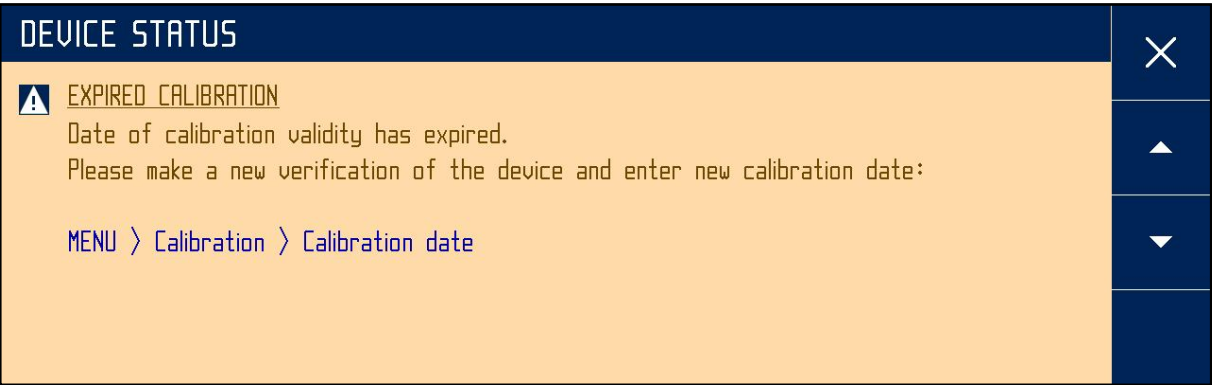 DEVICE STATUS
EXPIRED CALIBRATION
Date of calibration validity has expired.
Please make a new verification of the device and enter new calibration date:
MENU > Calibration > Calibration date